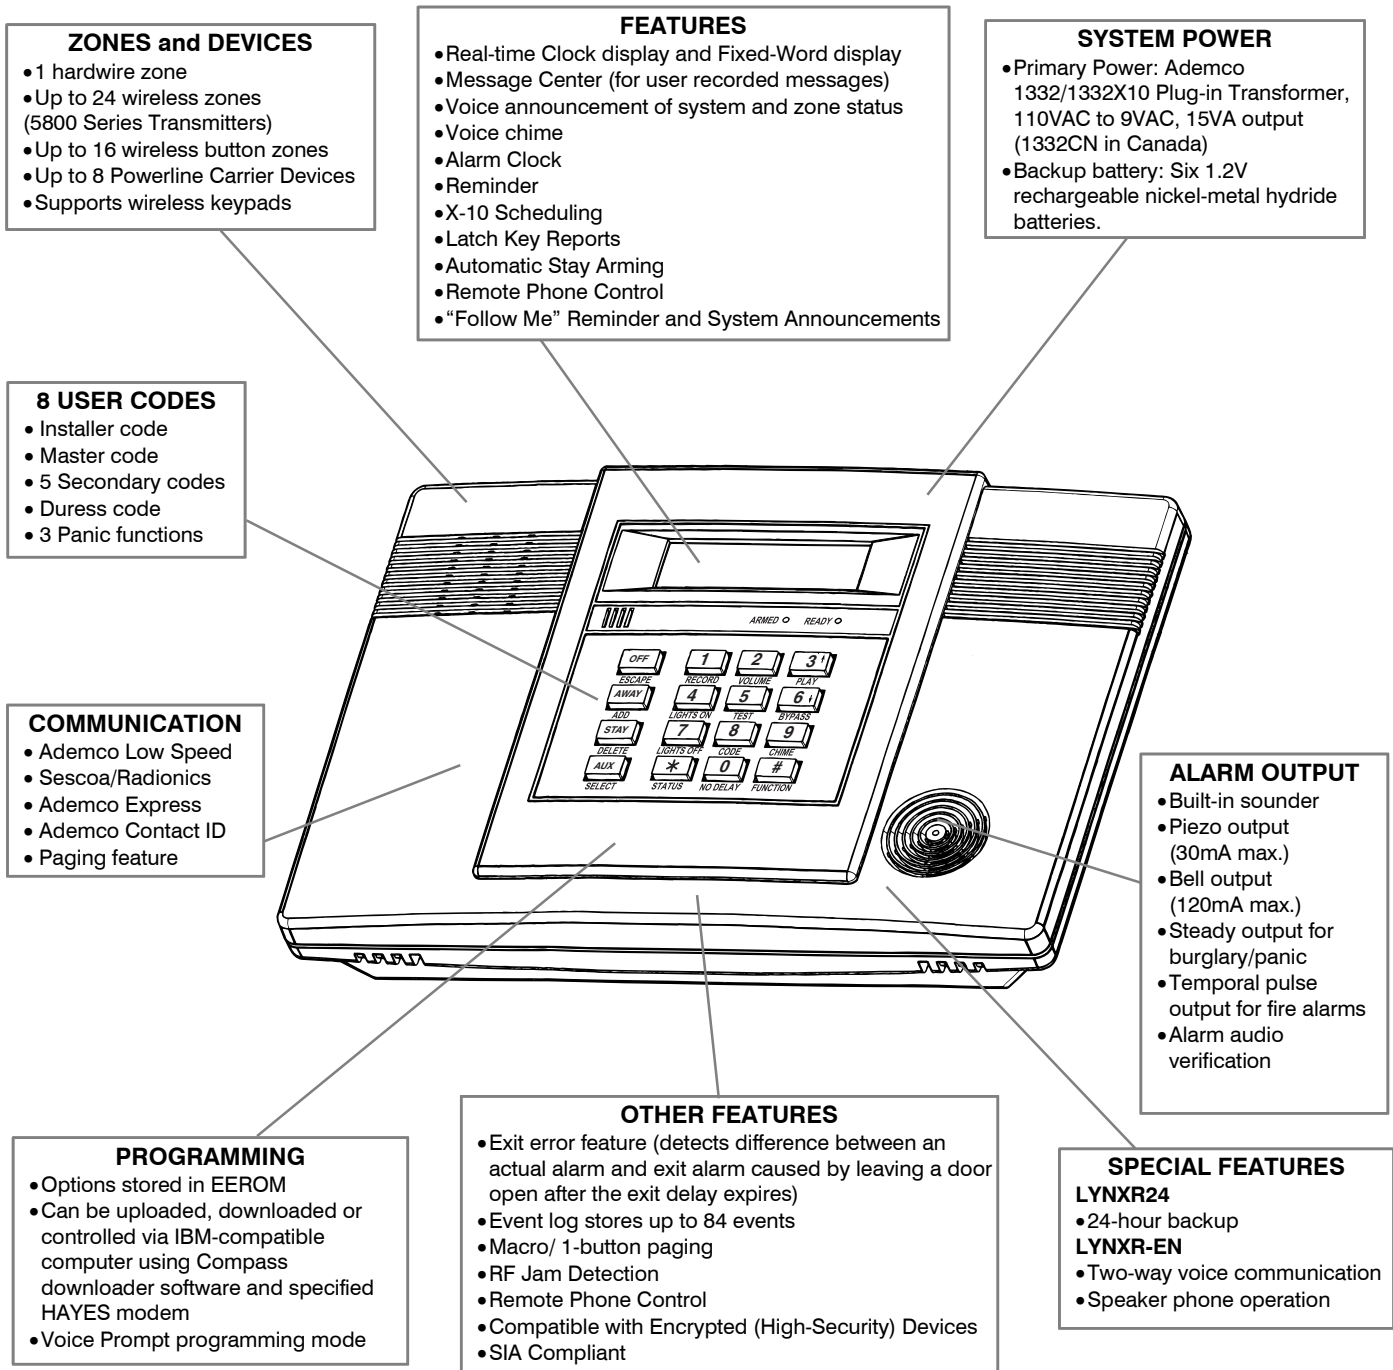 ZONES and DEVICES
•1 hardwire zone
•Up to 24 wireless zones
(5800 Series Transmitters)
•Up to 16 wireless button zones
•Up to 8 Powerline Carrier Devices
•Supports wireless keypads
FEATURES
•Real-time Clock display and Fixed-Word display
•Message Center (for user recorded messages)
•Voice announcement of system and zone status
•Voice chime
•Alarm Clock
•Reminder
•X-10 Scheduling
•Latch Key Reports
•Automatic Stay Arming
•Remote Phone Control
•“Follow Me” Reminder and System Announcements
SYSTEM POWER
•Primary Power: Ademco
1332/1332X10 Plug-in Transformer,
110VAC to 9VAC, 15VA output
(1332CN in Canada)
•Backup battery: Six 1.2V
rechargeable nickel-metal hydride
batteries.
8 USER CODES
• Installer code
• Master code
• 5 Secondary codes
• Duress code
• 3 Panic functions
ARMED READY
OFF 1 2 3
ESCAPE RECORD VOLUME PLAY
AWAY 4 5 6
ADD LIGHTS ON TEST BYPASS
STAY 7 8 9
DELETE LIGHTS OFF CODE CHIME
AUX * 0 #
SELECT STATUS NO DELAY FUNCTION
COMMUNICATION
• Ademco Low Speed
• Sescoa/Radionics
• Ademco Express
• Ademco Contact ID
• Paging feature
ALARM OUTPUT
•Built-in sounder
•Piezo output
(30mA max.)
•Bell output
(120mA max.)
•Steady output for
burglary/panic
•Temporal pulse
output for fire alarms
•Alarm audio
verification
PROGRAMMING
•Options stored in EEROM
•Can be uploaded, downloaded or
controlled via IBM-compatible
computer using Compass
downloader software and specified
HAYES modem
•Voice Prompt programming mode
OTHER FEATURES
•Exit error feature (detects difference between an
actual alarm and exit alarm caused by leaving a door
open after the exit delay expires)
•Event log stores up to 84 events
•Macro/ 1-button paging
•RF Jam Detection
•Remote Phone Control
•Compatible with Encrypted (High-Security) Devices
•SIA Compliant
SPECIAL FEATURES
LYNXR24
•24-hour backup
LYNXR-EN
•Two-way voice communication
•Speaker phone operation